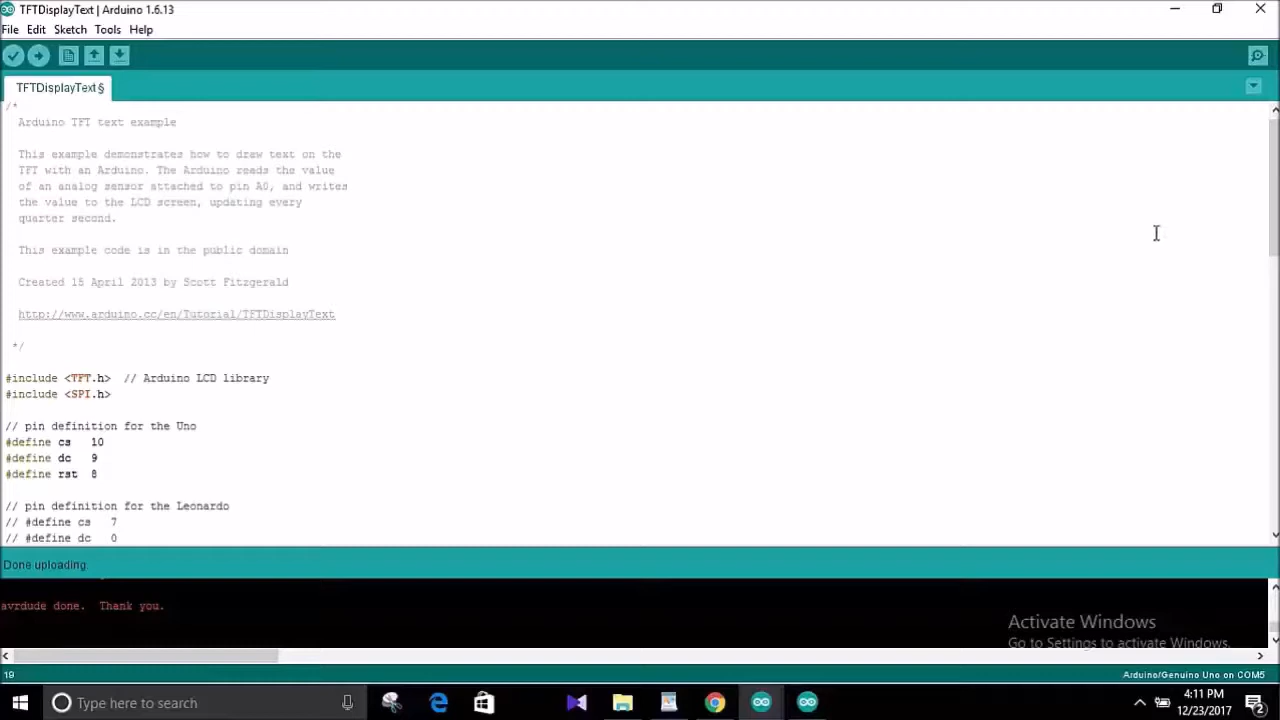 TFTDisplayText | Arduino 1.6.13
File Edit Sketch Tools Help
TFTDisplayText §
/*
Arduino TFT text example
This example demonstrates how to draw text on the
TFT with an Arduino. The Arduino reads the value
of an analog sensor attached to pin A0, and writes
the value to the LCD screen, updating every
quarter second.
This example code is in the public domain
Created 15 April 2013 by Scott Fitzgerald
http://www.arduino.cc/en/Tutorial/TFTDisplayText
*/
#include <TFT.h>  // Arduino LCD library
#include <SPI.h>
// pin definition for the Uno
#define cs   10
#define dc   9
#define rst  8
// pin definition for the Leonardo
// #define cs   7
// #define dc   0
Done uploading.
avrdude done.  Thank you.
Activate Windows
Go to Settings to activate Windows.
19
Arduino/Genuino Uno on COM5
Type here to search
4:11 PM
12/23/2017
2